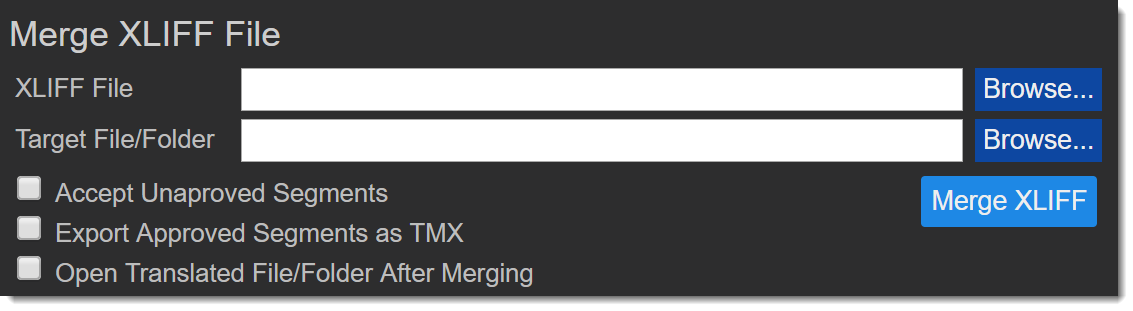 Merge XLIFF File
XLIFF File Browse...
Target File/Folder Browse...
Accept Unaproved Segments
Merge XLIFF
Export Approved Segments as TMX
Open Translated File/Folder After Merging